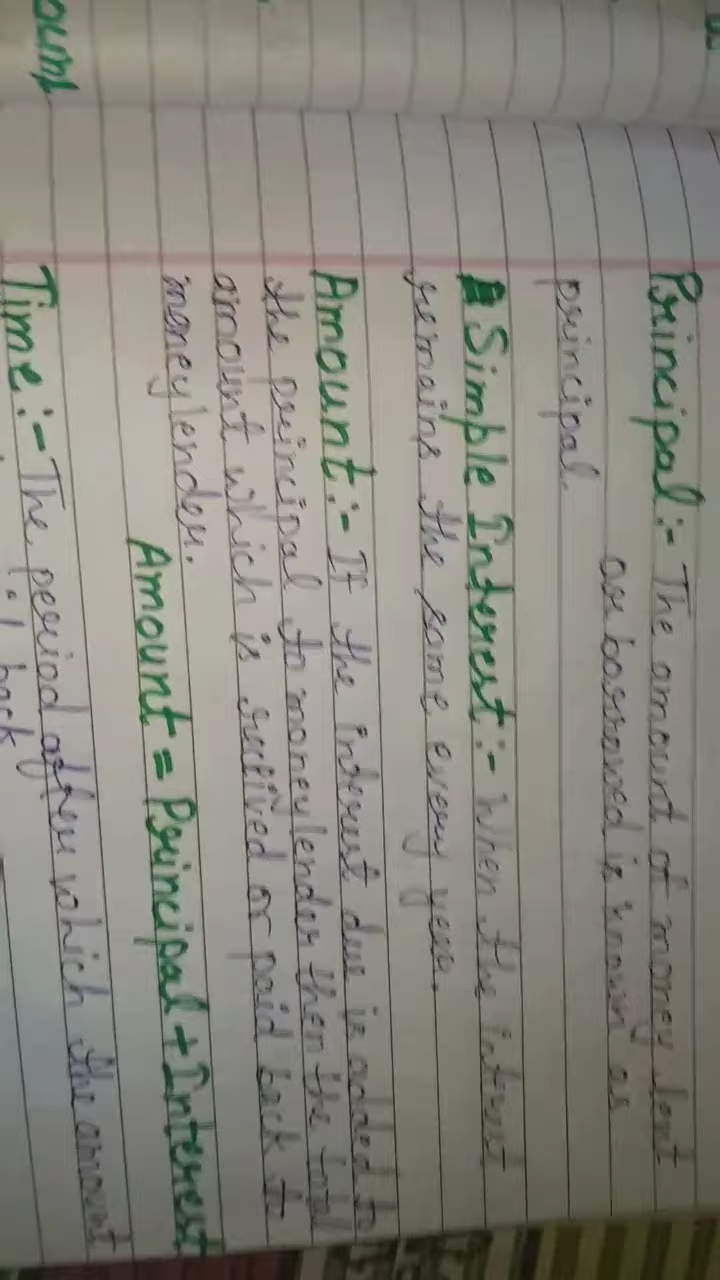 Principal :- The amount of money lent
or borrowed is known as
principal.
Simple Interest :- When the interest
remains the same every year.
Amount :- If the interest due is added to
the principal to moneylender then the total
amount which is received or paid back to
moneylender.
Amount = Principal + Interest
Time :- The period after which the amount
back